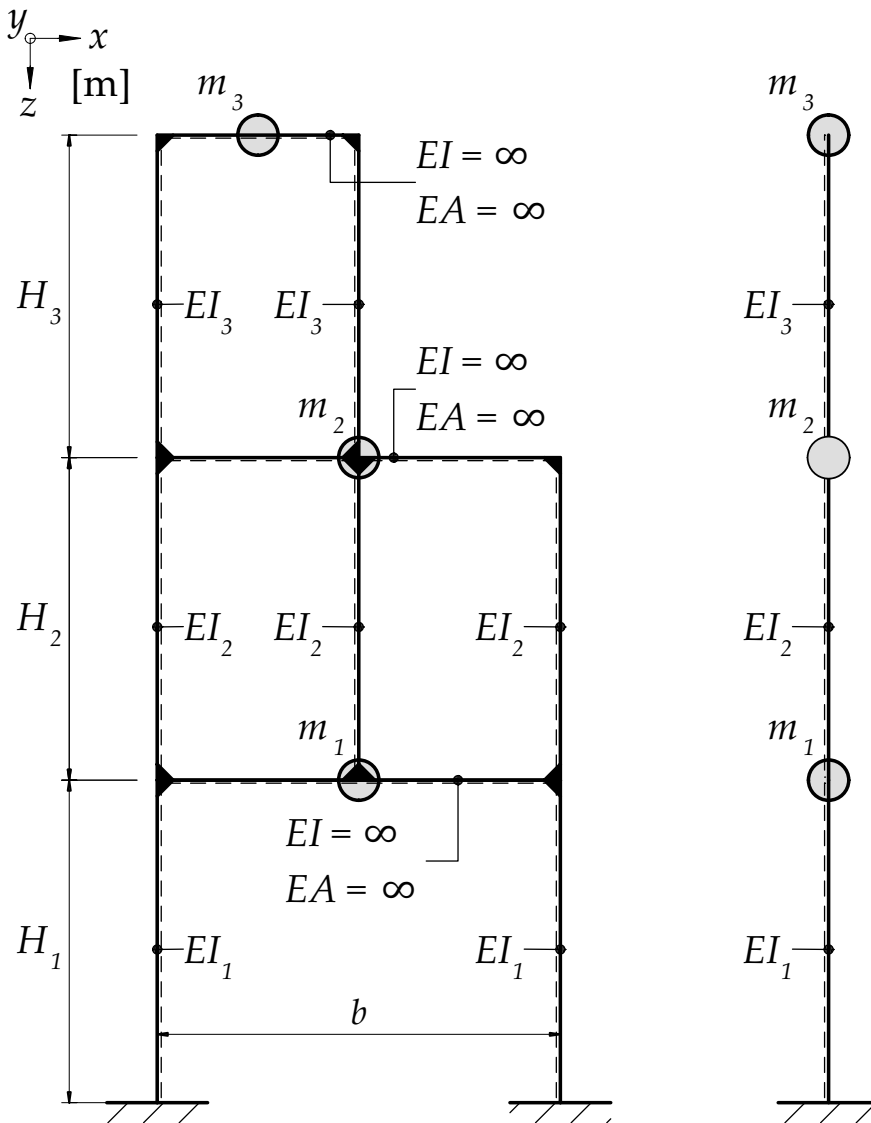 y
x
z
[m]
m₃
m₃
EI = ∞
EA = ∞
H₃
EI₃
EI₃
EI₃
EI = ∞
EA = ∞
m₂
m₂
H₂
EI₂
EI₂
EI₂
EI₂
m₁
m₁
EI = ∞
EA = ∞
H₁
EI₁
EI₁
EI₁
b